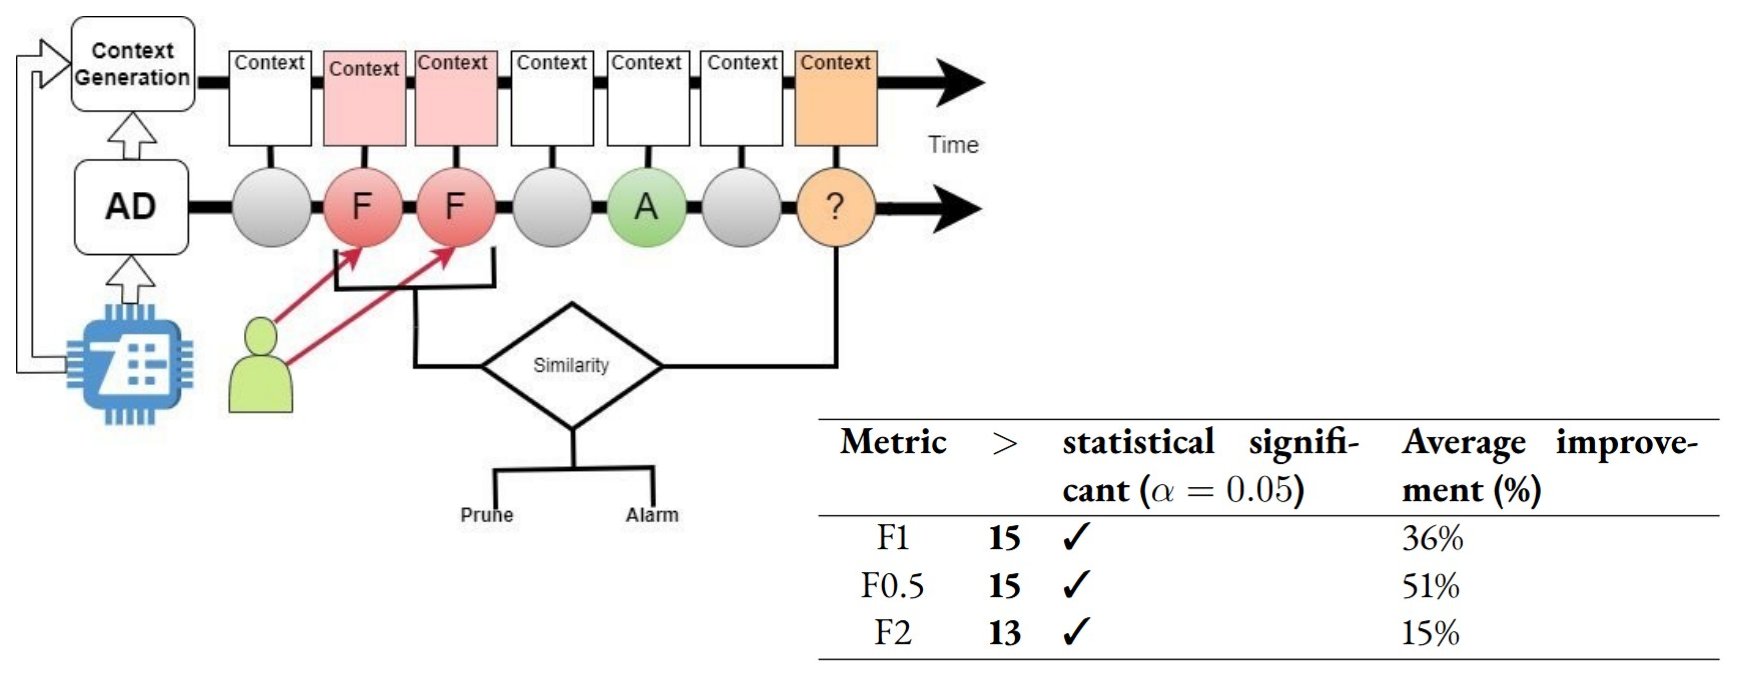 Context
Generation
Context
Context
Context
Context
Context
Context
Context
Time
AD
F
F
A
?
Similarity
Prune
Alarm
Metric > statistical signifi- Average improve-
cant (α = 0.05) ment (%)
F1 15 ✓ 36%
F0.5 15 ✓ 51%
F2 13 ✓ 15%